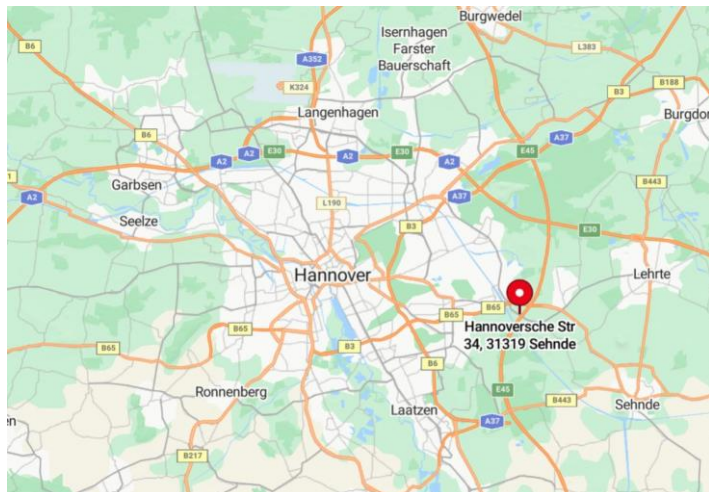 Burgwedel
B6
Isernhagen
Farster
Bauerschaft
L383
A352
B188
K324
B3
Langenhagen
Burgdor
B6
A37
E45
A2
A2
E30
A2
E30
A2
1
Garbsen
B443
A2
L190
A37
Seelze
B3
E30
Hannover
Lehrte
B65
B65
Hannoversche Str
34, 31319 Sehnde
B65
B3
B65
B6
E45
Ronnenberg
B443
Sehnde
Laatzen
A37
en
B217